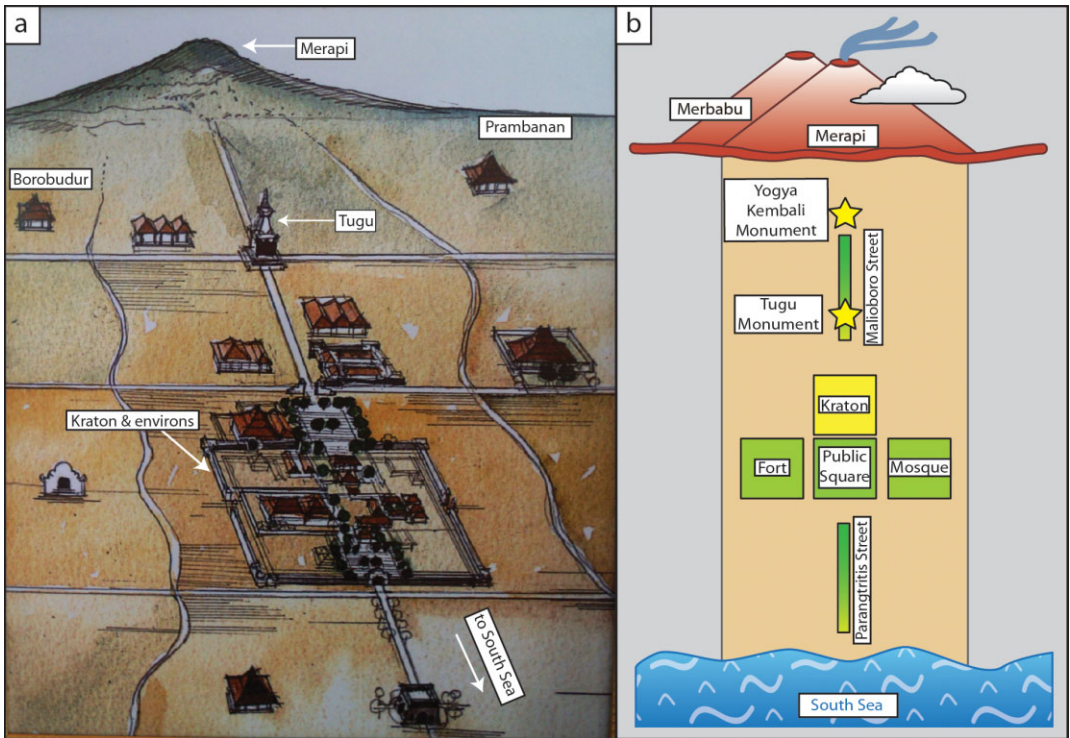 a
Merapi
Prambanan
Borobudur
Tugu
Kraton & environs
to South Sea
b
Merbabu
Merapi
Yogya
Kembali
Monument
Malioboro Street
Tugu
Monument
Kraton
Fort
Public
Square
Mosque
Parangtritis Street
South Sea